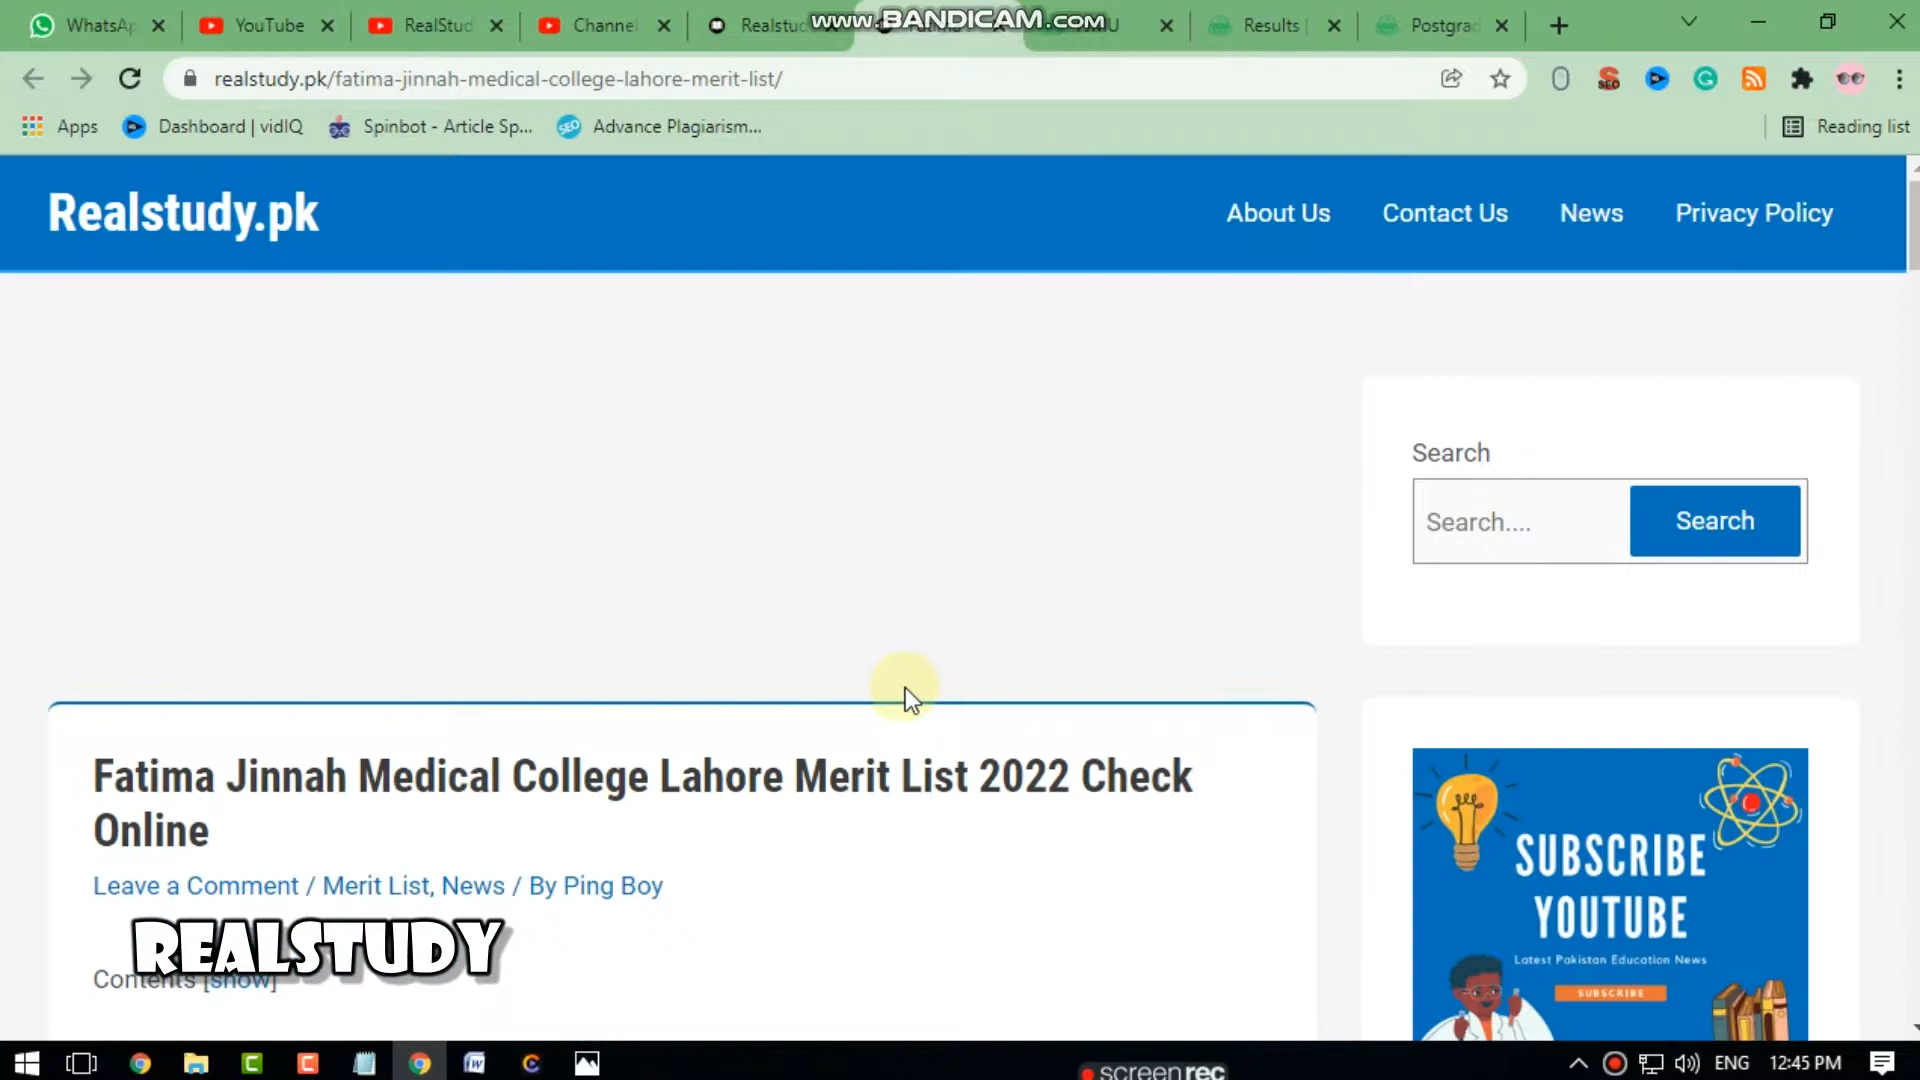 WhatsAp
YouTube
RealStud
Channel
Realstud
Results |
Postgrad
www.BANDICAM.com
realstudy.pk/fatima-jinnah-medical-college-lahore-merit-list/
Apps
Dashboard | vidIQ
Spinbot - Article Sp...
Advance Plagiarism...
Reading list
Realstudy.pk
About Us
Contact Us
News
Privacy Policy
Search
Search....
Search
Fatima Jinnah Medical College Lahore Merit List 2022 Check
Online
Leave a Comment / Merit List, News / By Ping Boy
REALSTUDY
Contents [show]
SUBSCRIBE
YOUTUBE
Latest Pakistan Education News
SUBSCRIBE
ENG
12:45 PM
screenrec